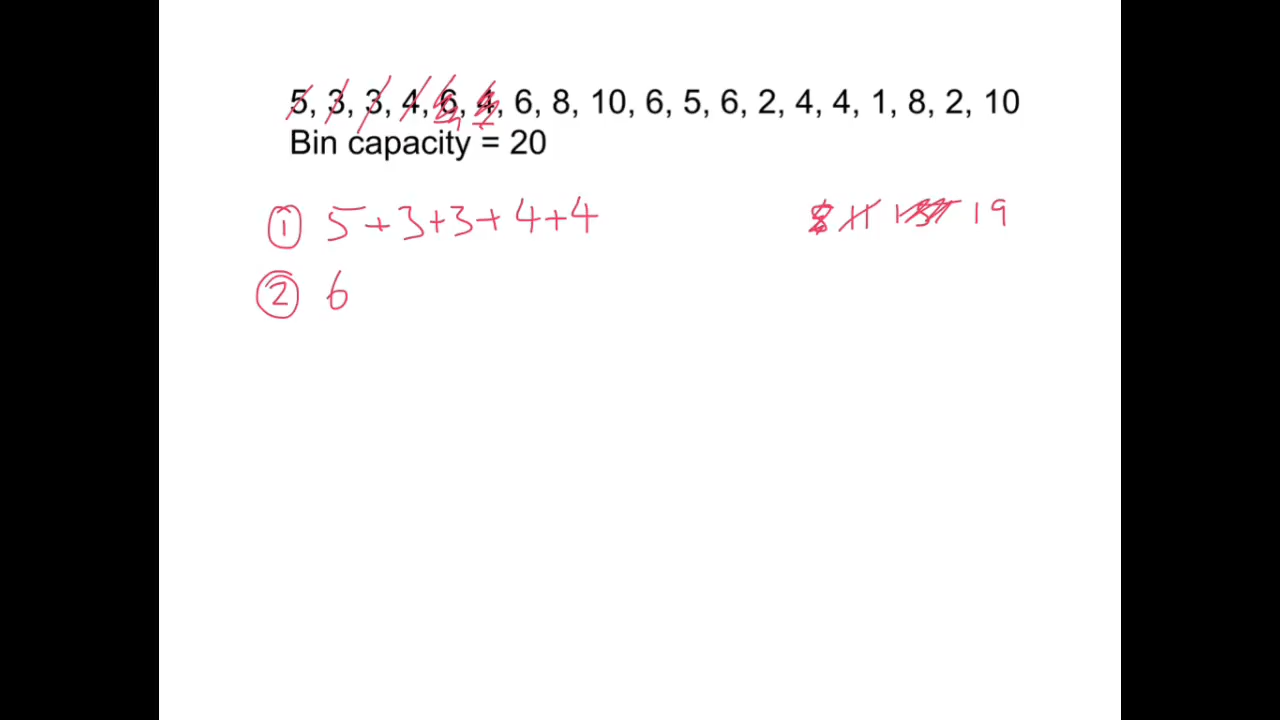 5, 3, 3, 4, 6, 4, 6, 8, 10, 6, 5, 6, 2, 4, 4, 1, 8, 2, 10
Bin capacity = 20
① 5+3+3+4+4 19
② 6